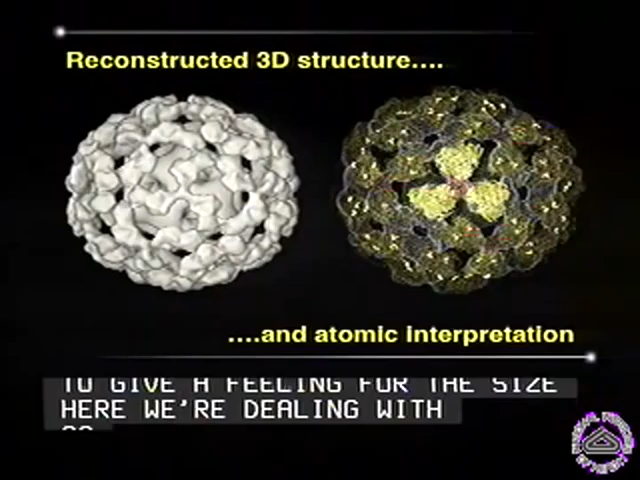 Reconstructed 3D structure....
....and atomic interpretation
TO GIVE A FEELING FOR THE SIZE
HERE WE'RE DEALING WITH